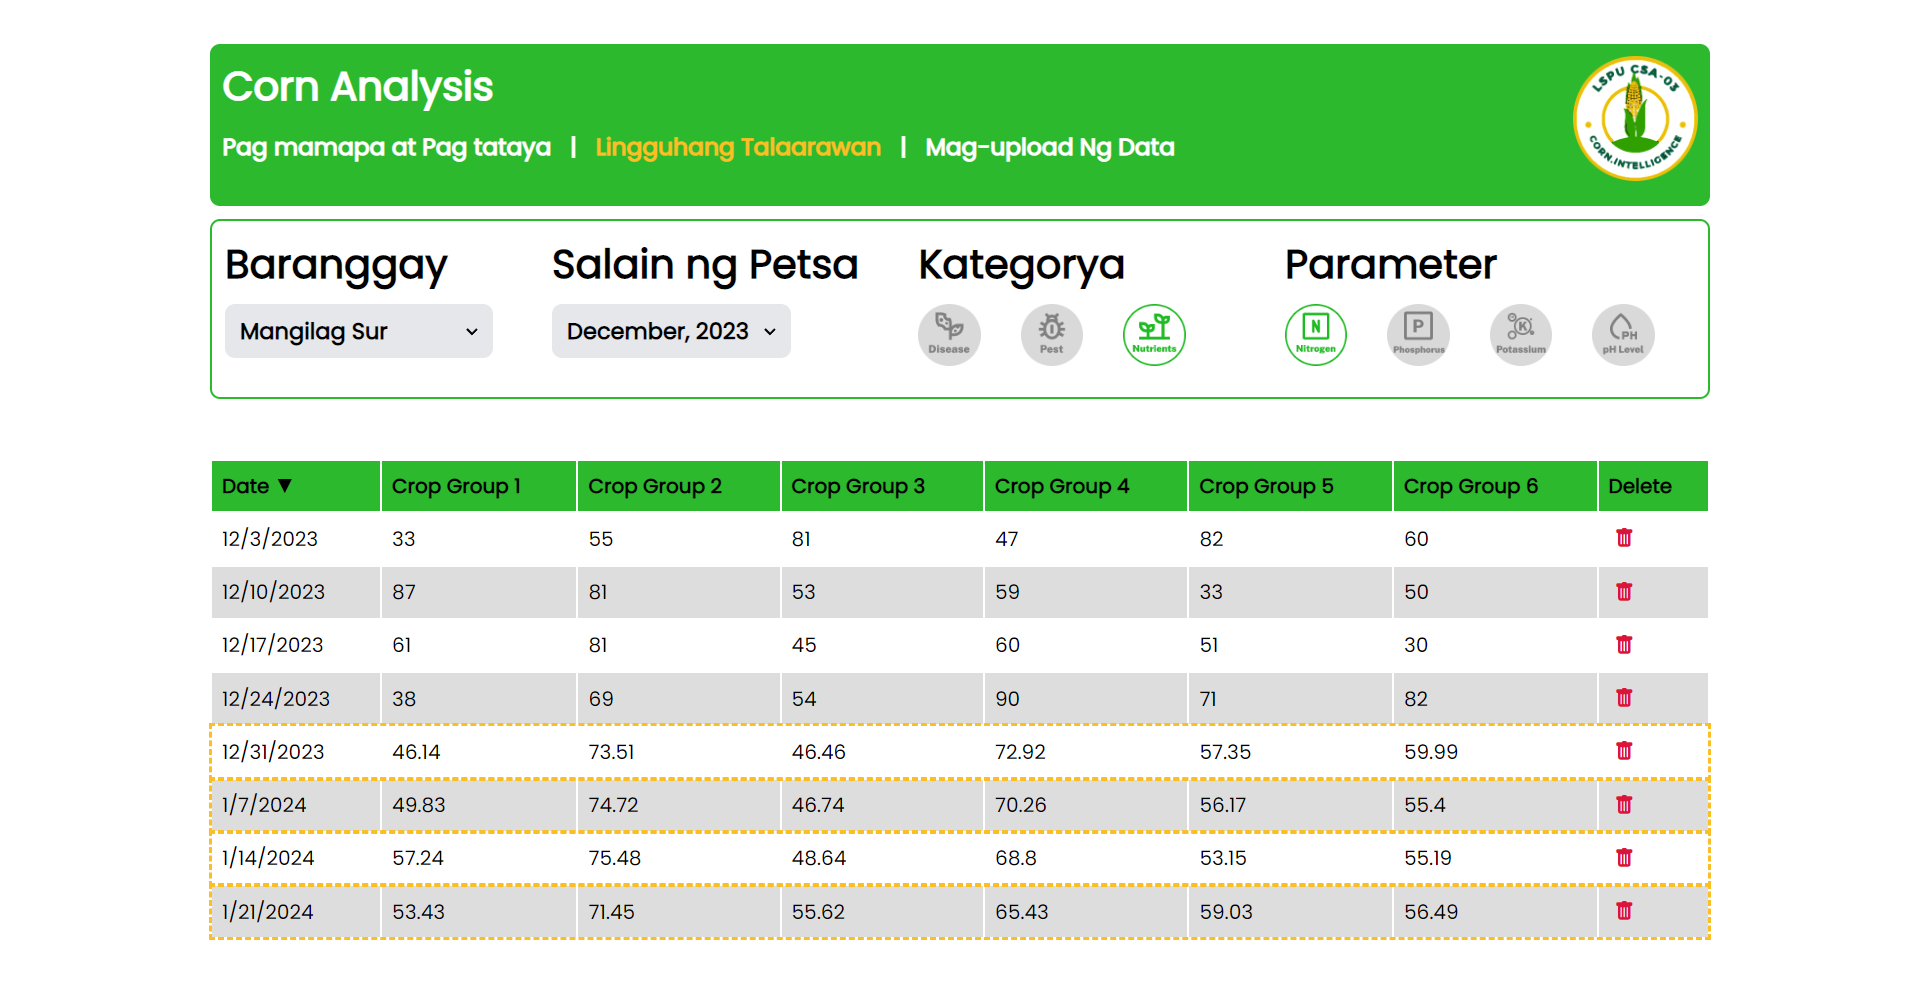 Corn Analysis
LSPU CSA-03
CORN.INTELLIGENCE
Pag mamapa at Pag tataya | Lingguhang Talaarawan | Mag-upload Ng Data
Baranggay Salain ng Petsa Kategorya Parameter
Mangilag Sur December, 2023
Disease Pest Nutrients N Nitrogen P Phosphorus K Potassium PH pH Level
Date ▼ Crop Group 1 Crop Group 2 Crop Group 3 Crop Group 4 Crop Group 5 Crop Group 6 Delete
12/3/2023 33 55 81 47 82 60
12/10/2023 87 81 53 59 33 50
12/17/2023 61 81 45 60 51 30
12/24/2023 38 69 54 90 71 82
12/31/2023 46.14 73.51 46.46 72.92 57.35 59.99
1/7/2024 49.83 74.72 46.74 70.26 56.17 55.4
1/14/2024 57.24 75.48 48.64 68.8 53.15 55.19
1/21/2024 53.43 71.45 55.62 65.43 59.03 56.49